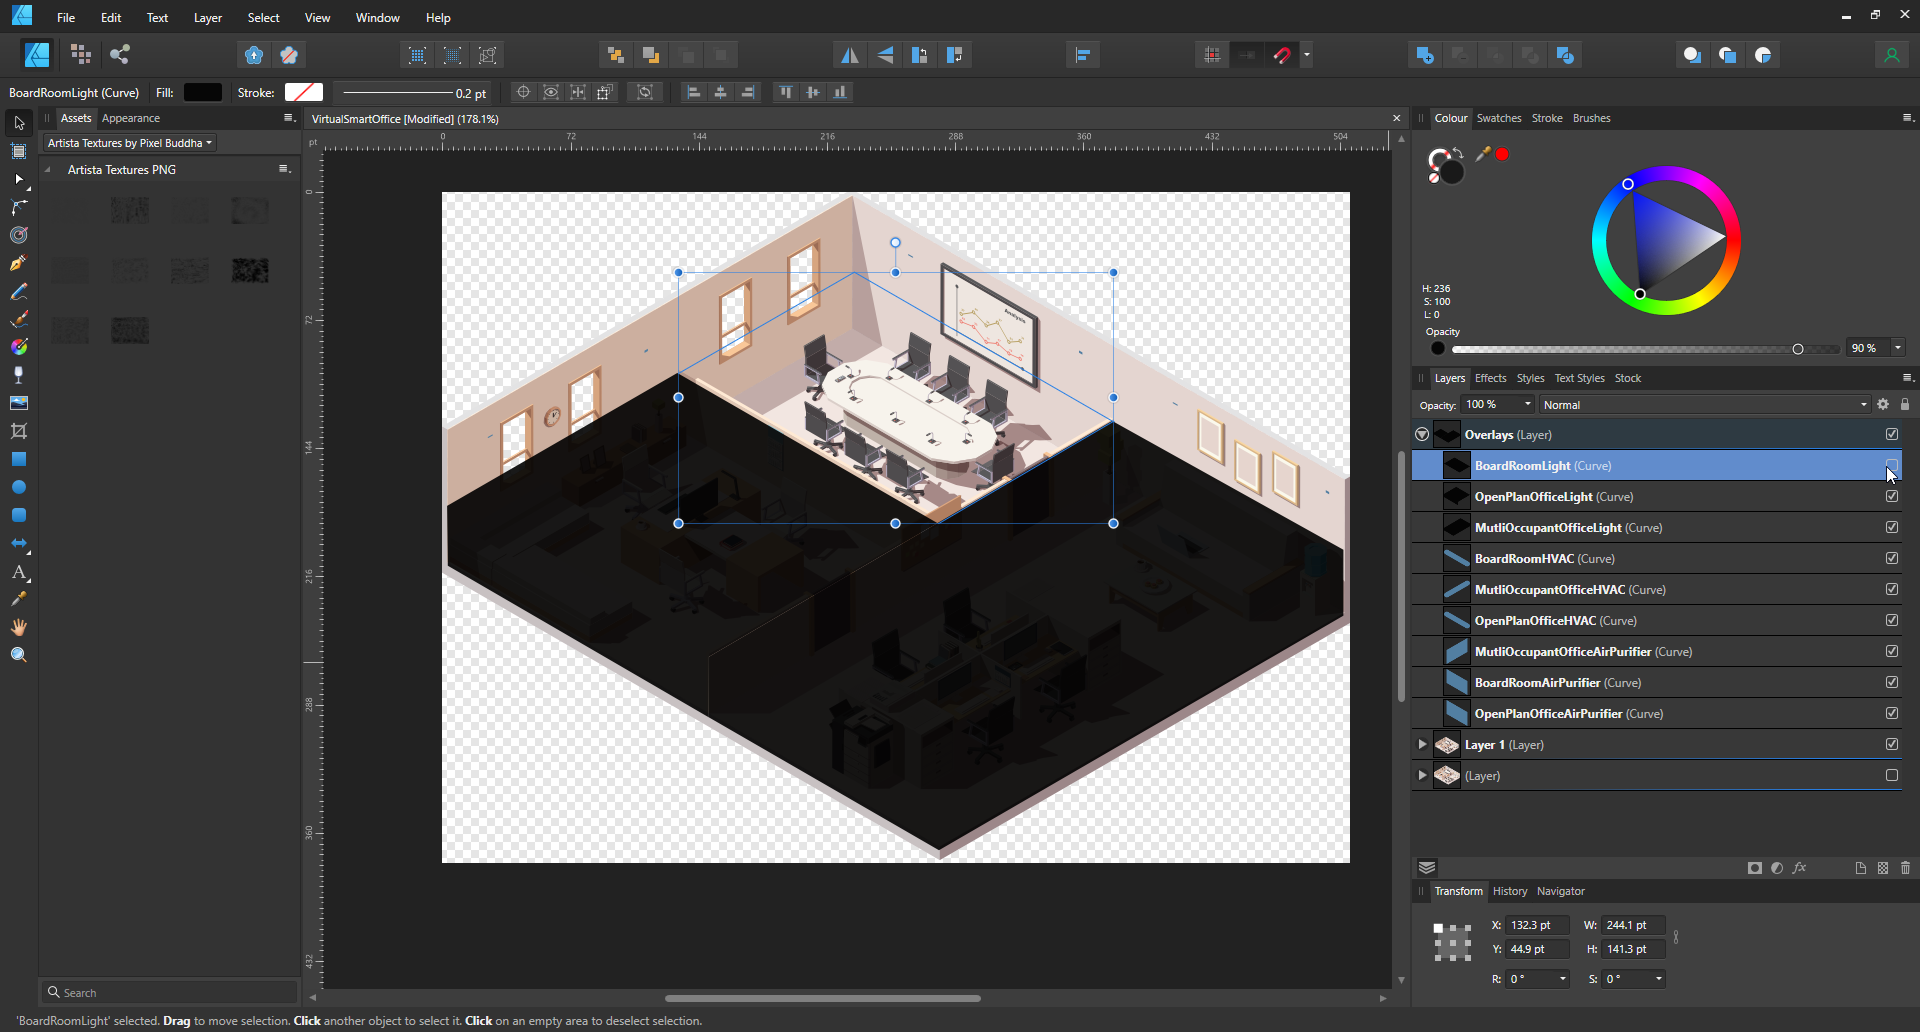 File Edit Text Layer Select View Window Help
BoardRoomLight (Curve) Fill: Stroke: 0.2 pt
Assets Appearance
Artista Textures by Pixel Buddha
Artista Textures PNG
Search
VirtualSmartOffice [Modified] (178.1%)
pt 0 72 144 216 288 360 432 504
0
72
144
216
288
360
432
Analysis
Colour Swatches Stroke Brushes
H: 236
S: 100
L: 0
Opacity
90 %
Layers Effects Styles Text Styles Stock
Opacity: 100 % Normal
Overlays (Layer)
BoardRoomLight (Curve)
OpenPlanOfficeLight (Curve)
MutliOccupantOfficeLight (Curve)
BoardRoomHVAC (Curve)
MutliOccupantOfficeHVAC (Curve)
OpenPlanOfficeHVAC (Curve)
MutliOccupantOfficeAirPurifier (Curve)
BoardRoomAirPurifier (Curve)
OpenPlanOfficeAirPurifier (Curve)
Layer 1 (Layer)
(Layer)
fx
Transform History Navigator
X: 132.3 pt W: 244.1 pt
Y: 44.9 pt H: 141.3 pt
R: 0 ° S: 0 °
'BoardRoomLight' selected. Drag to move selection. Click another object to select it. Click on an empty area to deselect selection.